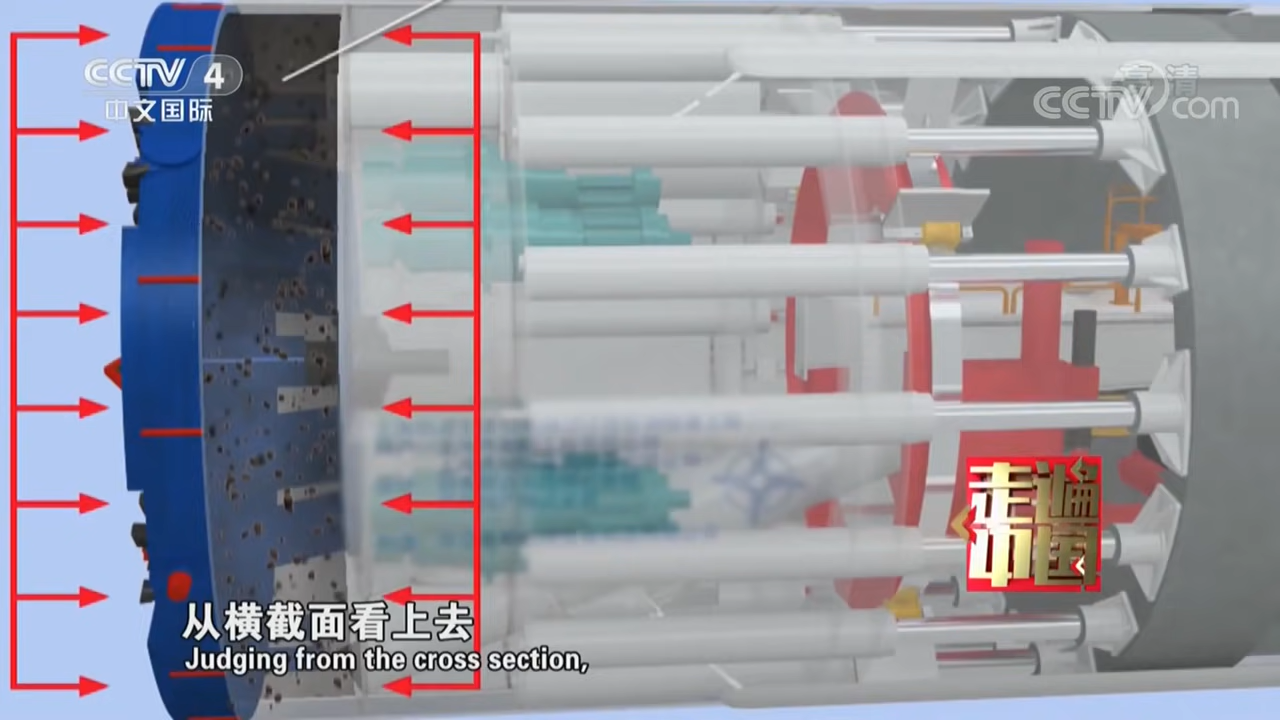 CCTV 4
中文国际
高清
CCTV.com
走遍
中国
从横截面看上去
Judging from the cross section,